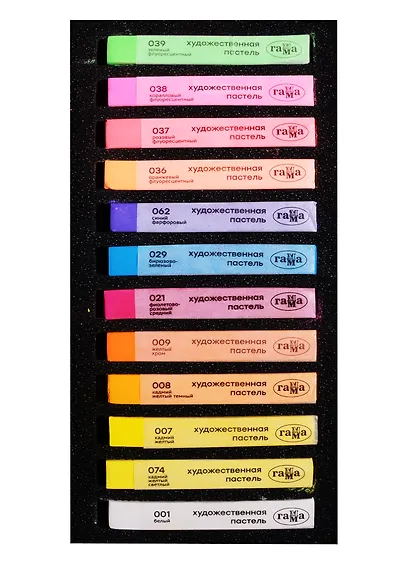 039
зеленый
флуоресцентный
художественная
пастель
гамма
038
коралловый
флуоресцентный
художественная
пастель
гамма
037
розовый
флуоресцентный
художественная
пастель
гамма
036
оранжевый
флуоресцентный
художественная
пастель
гамма
062
синий
фарфоровый
художественная
пастель
гамма
029
бирюзово-
зеленый
художественная
пастель
гамма
021
фиолетово-
розовый
средний
художественная
пастель
гамма
009
желтый
хром
художественная
пастель
гамма
008
кадмий
желтый темный
художественная
пастель
гамма
007
кадмий
желтый
художественная
пастель
гамма
074
кадмий
желтый
светлый
художественная
пастель
гамма
001
белый
художественная
пастель
гамма